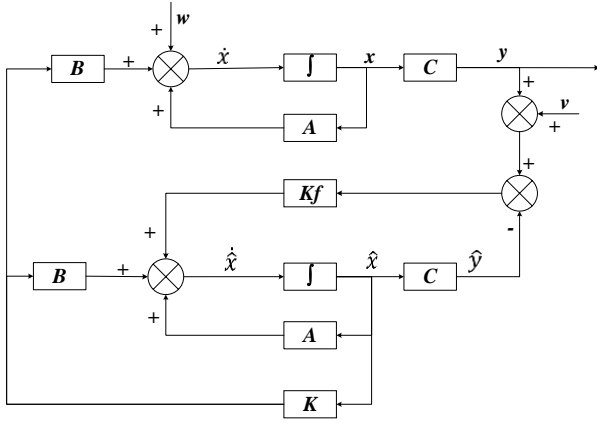 w
+
B
+
ẋ
∫
x
C
y
+
A
+
v
+
+
Kf
+
-
B
+
x̂̇
∫
x̂
C
ŷ
+
A
K